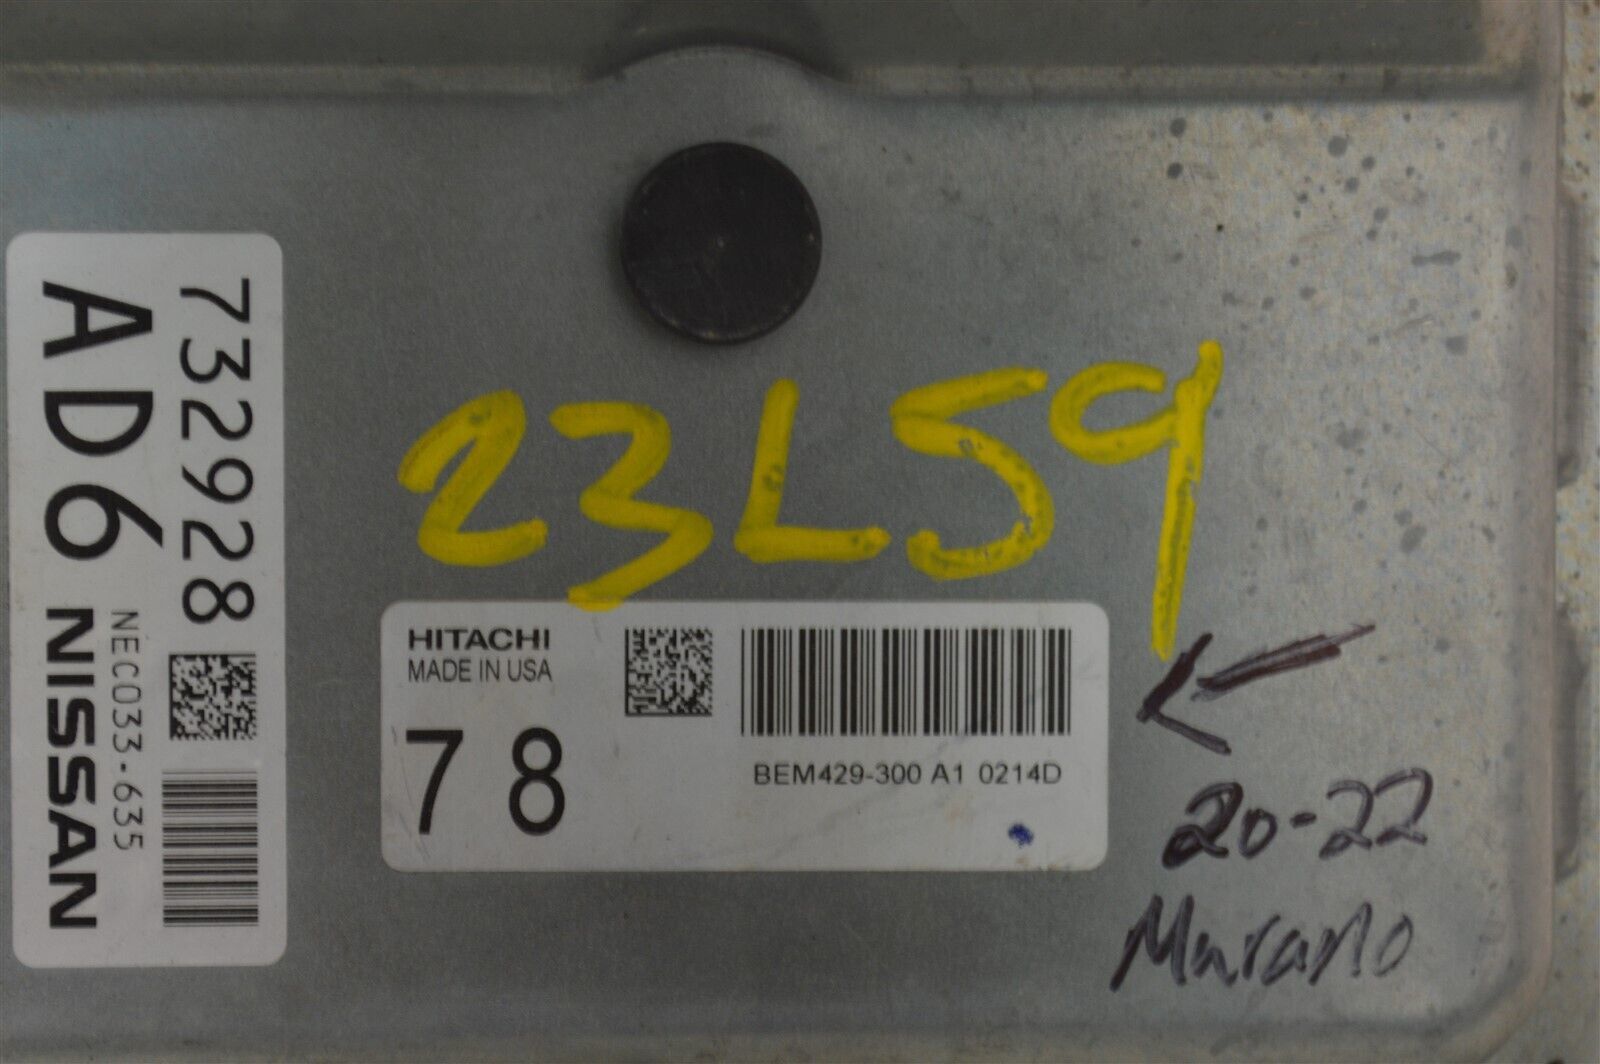 732928
AD6
NEC033-635
NISSAN
23L59
HITACHI
MADE IN USA
78
BEM429-300 A1 0214D
20-22
Murano